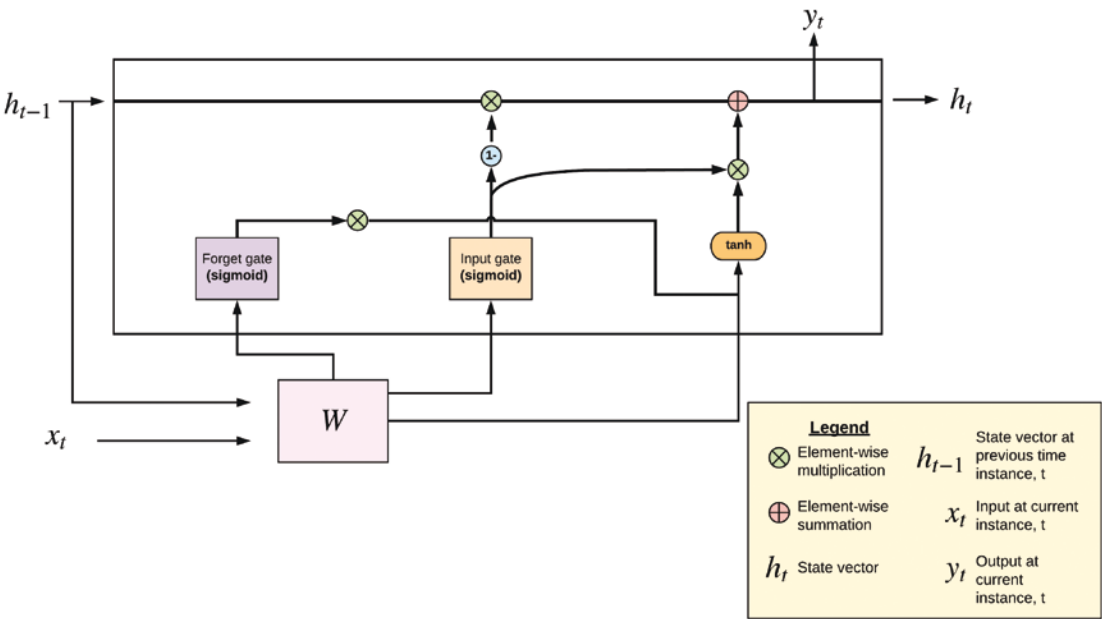 y_t
h_{t-1}
h_t
1-
Forget gate
(sigmoid)
Input gate
(sigmoid)
tanh
W
x_t
Legend
Element-wise
multiplication
h_{t-1}
State vector at
previous time
instance, t
Element-wise
summation
x_t
Input at current
instance, t
h_t
State vector
y_t
Output at
current
instance, t